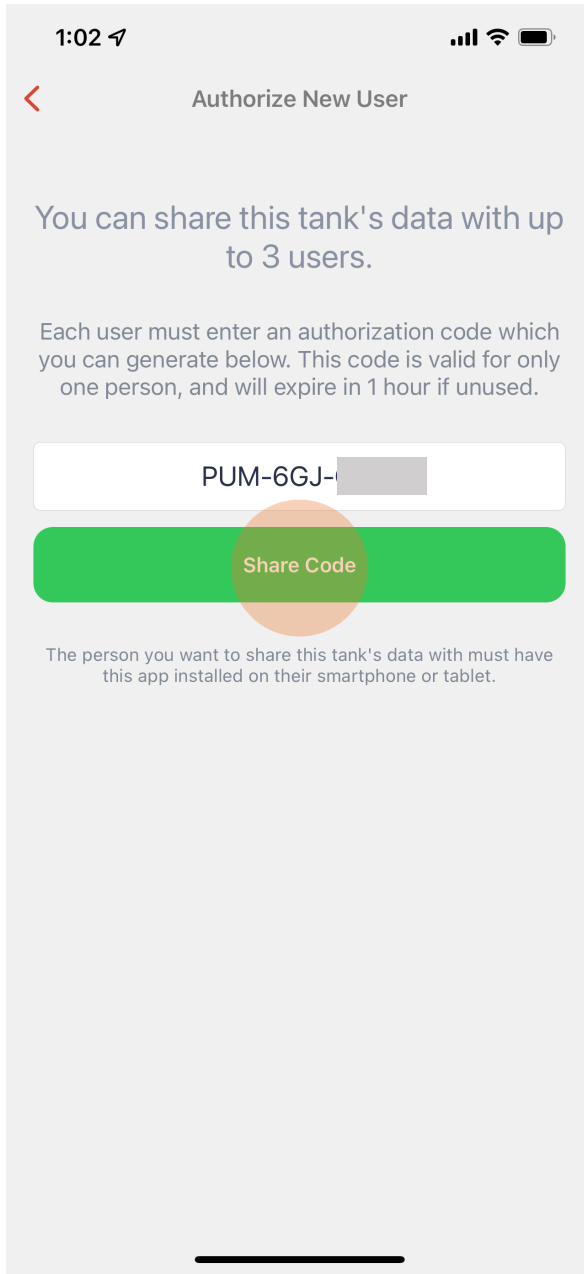 1:02
Authorize New User
You can share this tank's data with up
to 3 users.
Each user must enter an authorization code which
you can generate below. This code is valid for only
one person, and will expire in 1 hour if unused.
PUM-6GJ-
Share Code
The person you want to share this tank's data with must have
this app installed on their smartphone or tablet.